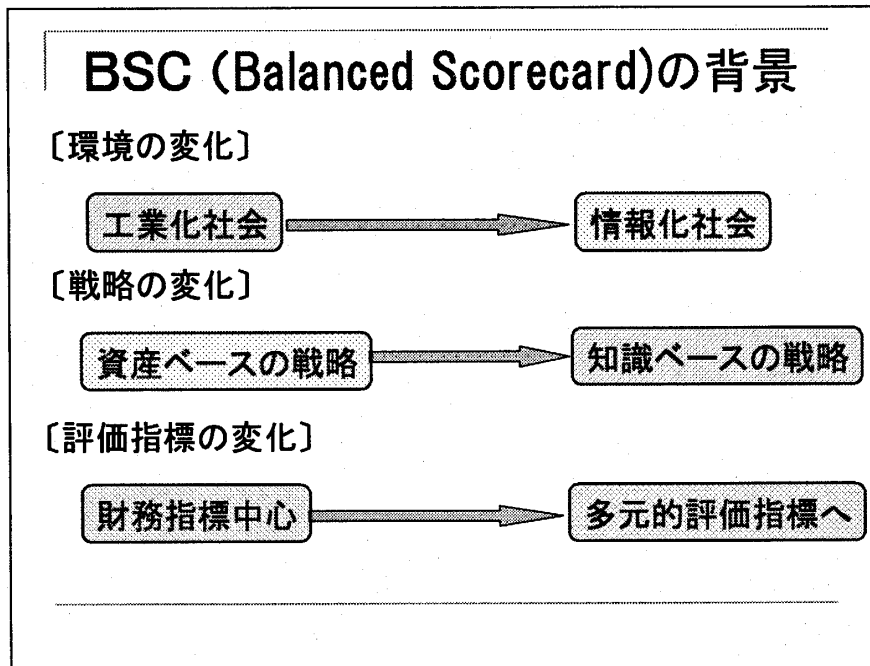 BSC (Balanced Scorecard)の背景
〔環境の変化〕
工業化社会 情報化社会
〔戦略の変化〕
資産ベースの戦略 知識ベースの戦略
〔評価指標の変化〕
財務指標中心 多元的評価指標へ